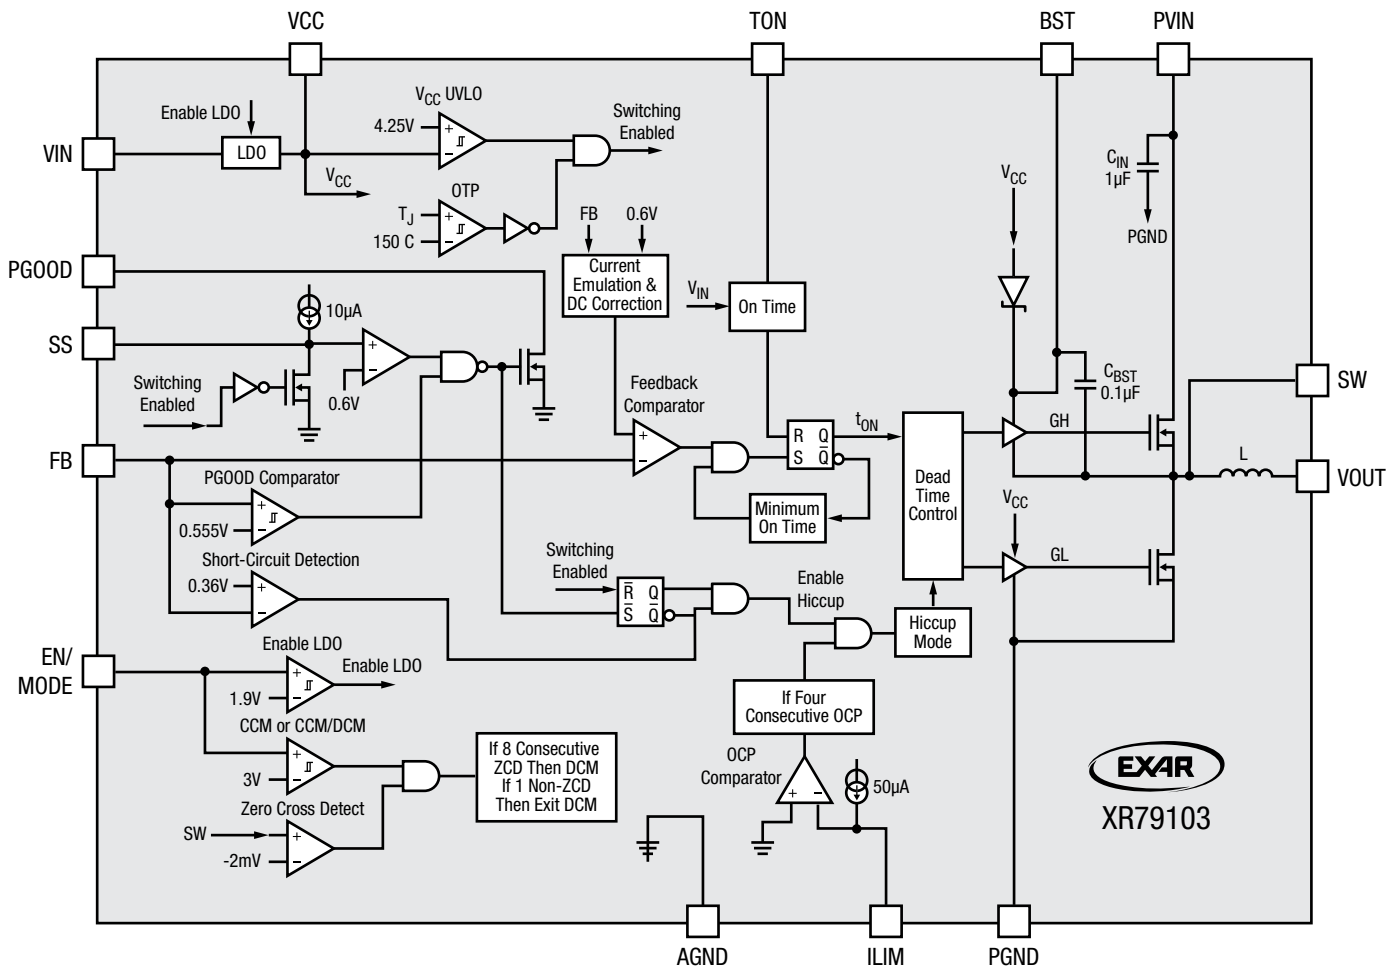 VCC
TON
BST
PVIN
VIN
Enable LDO
LDO
VCC
VCC UVLO
4.25V
+
−
Switching
Enabled
OTP
TJ
150 C
+
−
FB
0.6V
Current
Emulation &
DC Correction
VIN
On Time
VCC
CIN
1µF
PGND
PGOOD
SS
10µA
Switching
Enabled
+
−
0.6V
Feedback
Comparator
+
−
R Q
S Q
tON
Minimum
On Time
Dead
Time
Control
CBST
0.1µF
GH
SW
L
VOUT
VCC
GL
FB
PGOOD Comparator
+
−
0.555V
Short-Circuit Detection
0.36V
+
−
Switching
Enabled
R Q
S Q
Enable
Hiccup
Hiccup
Mode
EN/
MODE
Enable LDO
+
−
1.9V
Enable LDO
CCM or CCM/DCM
+
−
3V
Zero Cross Detect
SW
+
−
-2mV
If 8 Consecutive
ZCD Then DCM
If 1 Non-ZCD
Then Exit DCM
If Four
Consecutive OCP
OCP
Comparator
+ −
50µA
EXAR
XR79103
AGND
ILIM
PGND